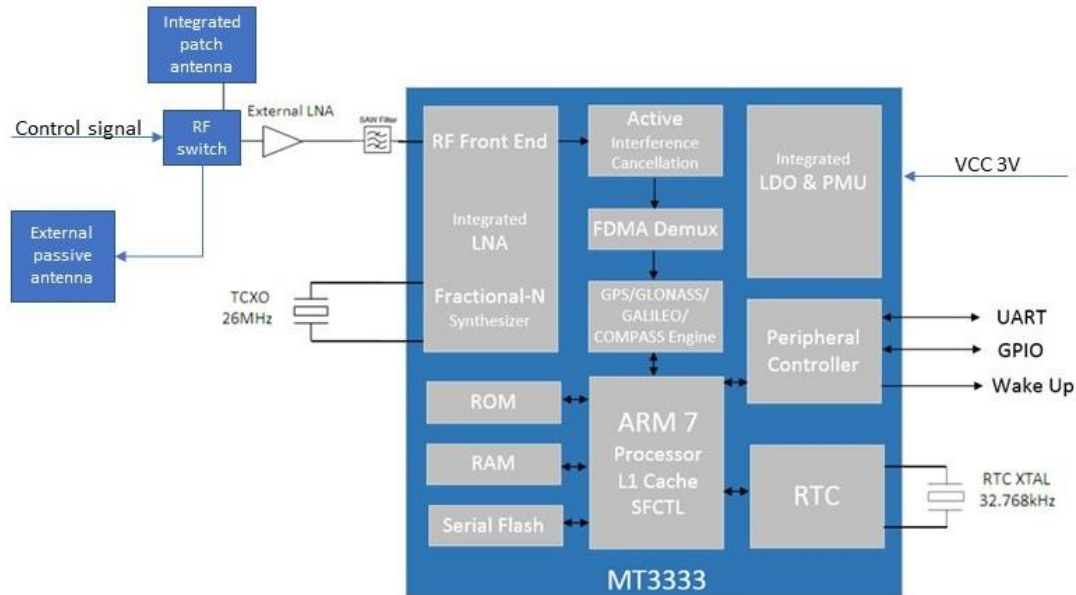 Integrated
patch
antenna
Control signal
RF
switch
External LNA
SAW Filter
External
passive
antenna
TCXO
26MHz
RF Front End
Integrated
LNA
Fractional-N
Synthesizer
Active
Interference
Cancellation
FDMA Demux
GPS/GLONASS/
GALILEO/
COMPASS Engine
Integrated
LDO & PMU
VCC 3V
Peripheral
Controller
UART
GPIO
Wake Up
ROM
RAM
Serial Flash
ARM 7
Processor
L1 Cache
SFCTL
RTC
RTC XTAL
32.768kHz
MT3333